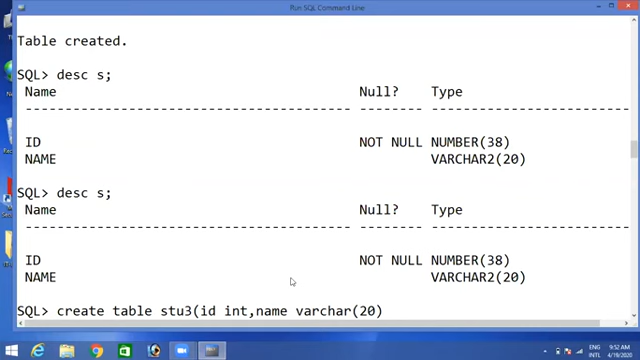 Run SQL Command Line
Table created.
SQL> desc s;
Name Null? Type
----------------------------------------- -------- ----------------------------
ID NOT NULL NUMBER(38)
NAME VARCHAR2(20)
SQL> desc s;
Name Null? Type
----------------------------------------- -------- ----------------------------
ID NOT NULL NUMBER(38)
NAME VARCHAR2(20)
SQL> create table stu3(id int,name varchar(20)
ENG
INTL
9:52 AM
4/19/2020